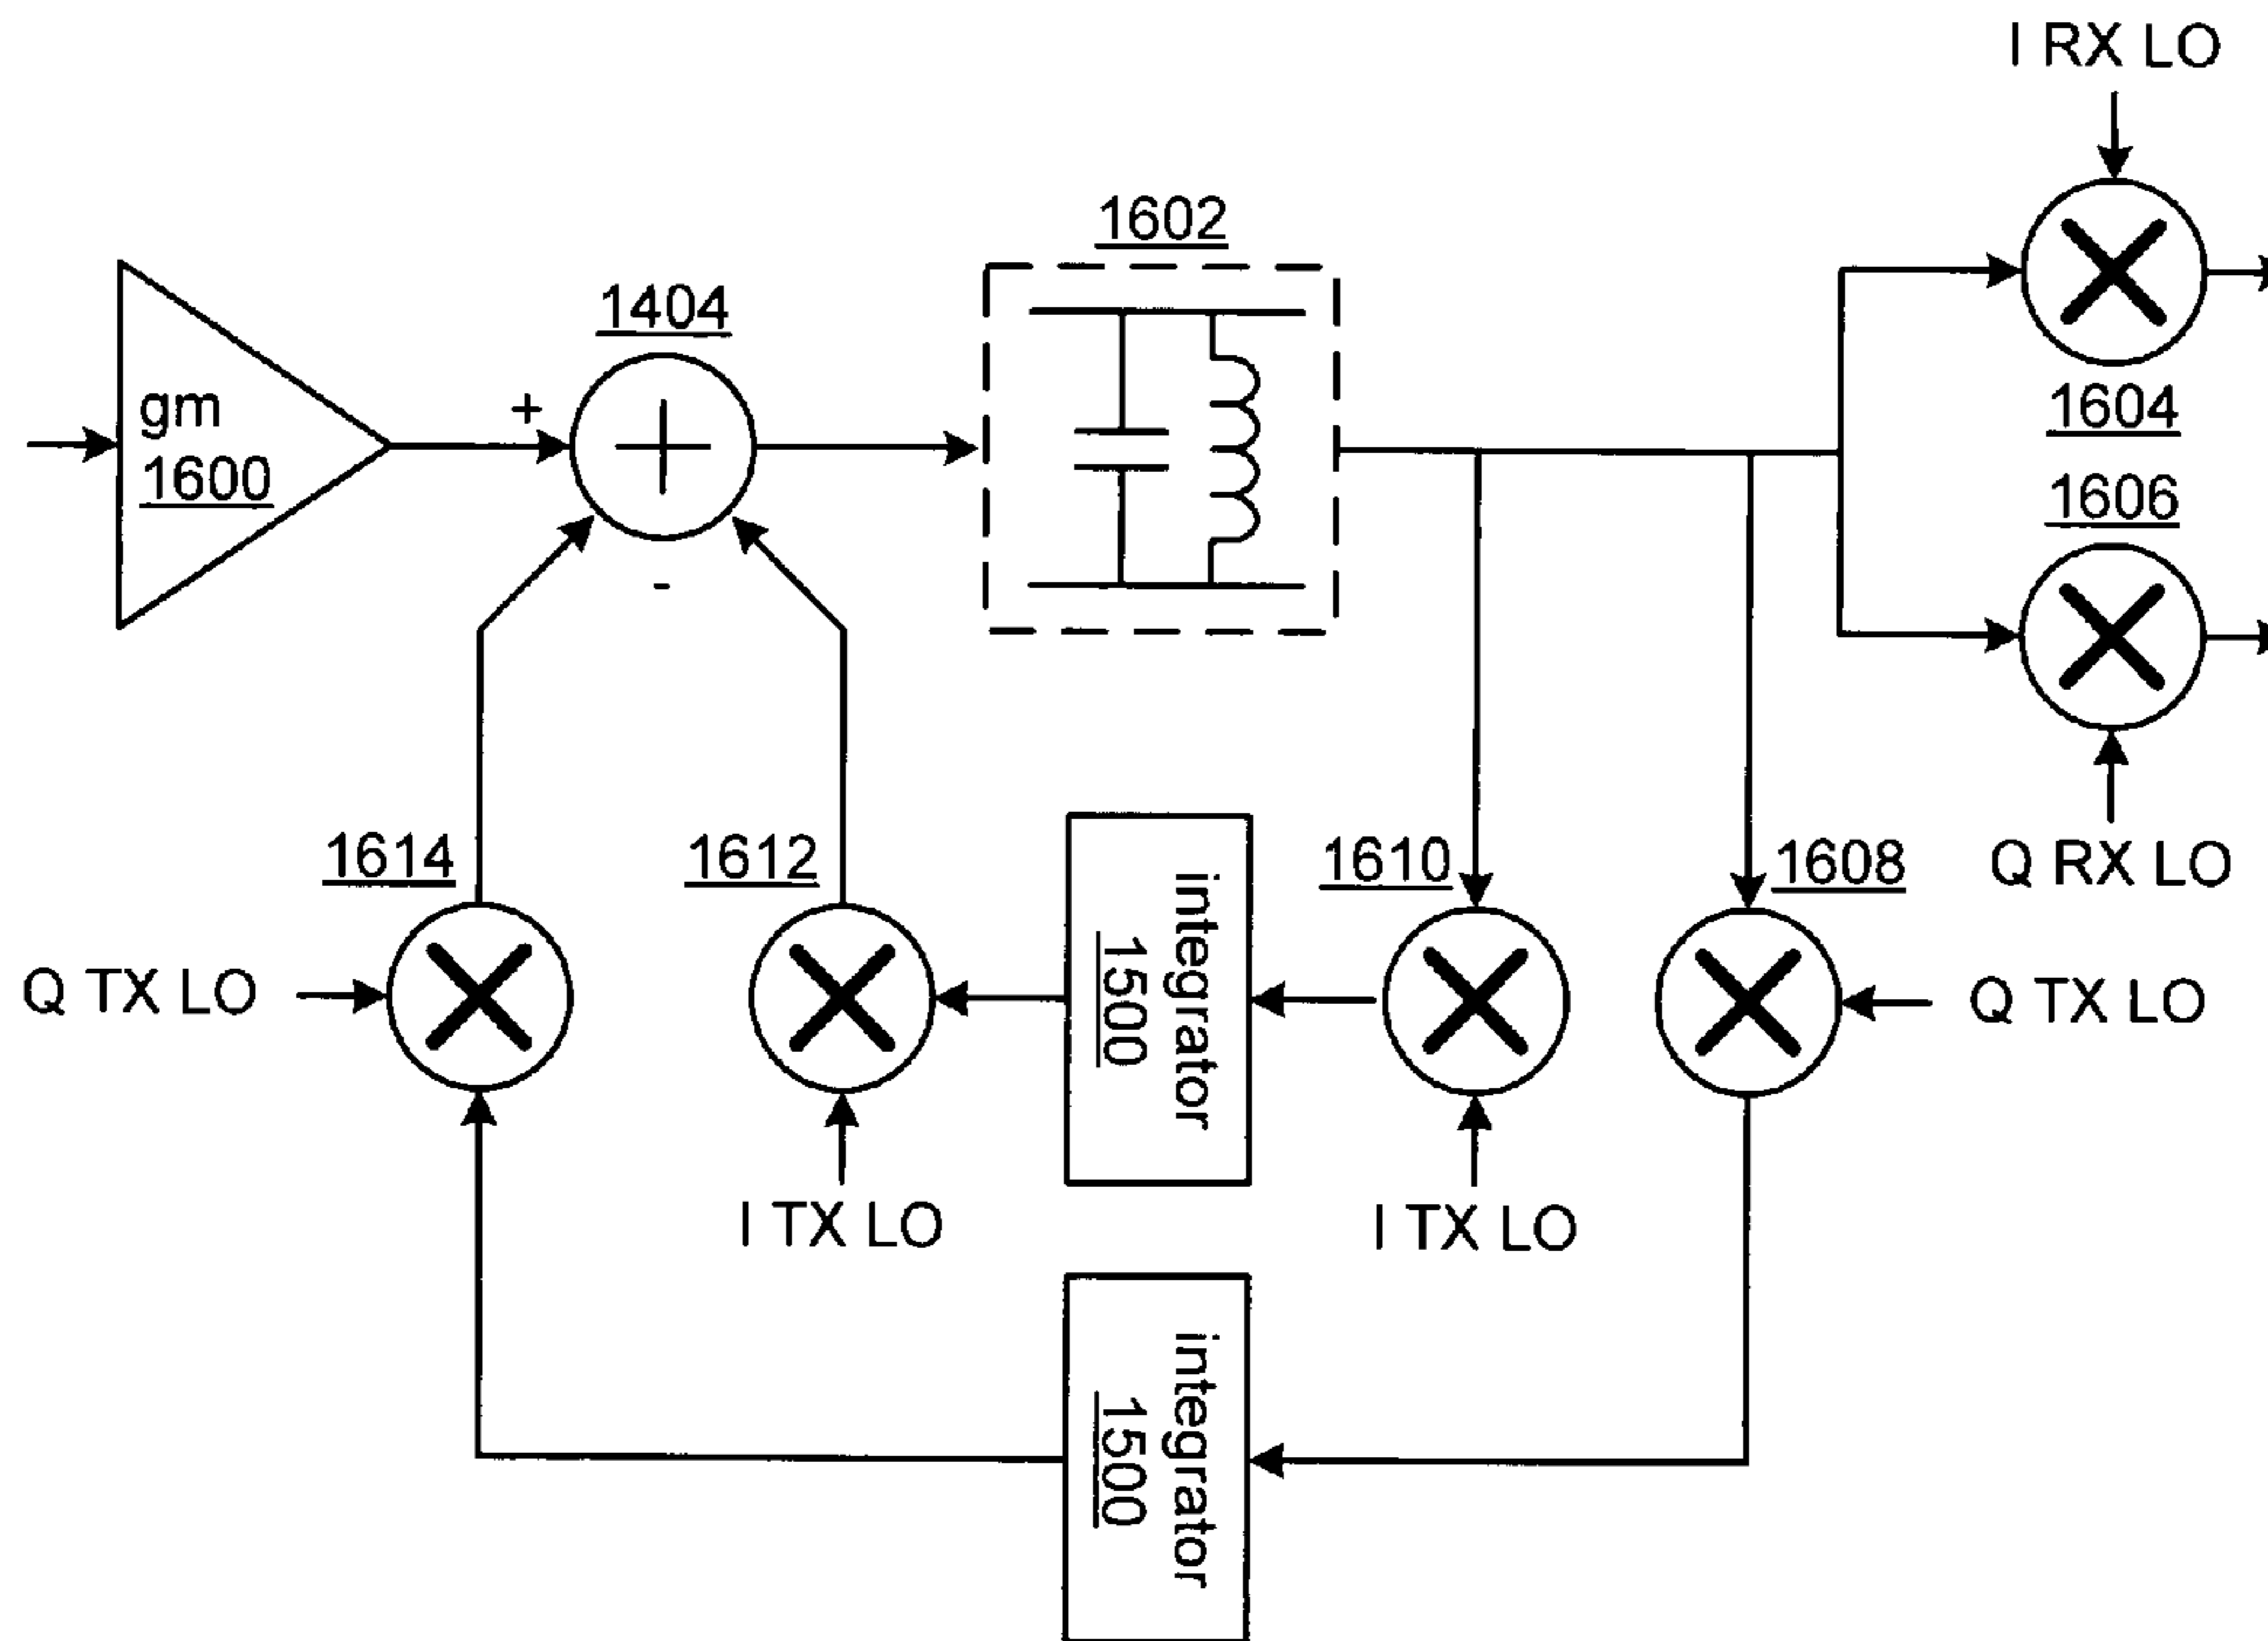 I RX LO
1602
1404
gm
1600
+
-
1604
1606
Q RX LO
1614
1612
1610
1608
integrator
1500
Q TX LO
Q TX LO
I TX LO
I TX LO
integrator
1500